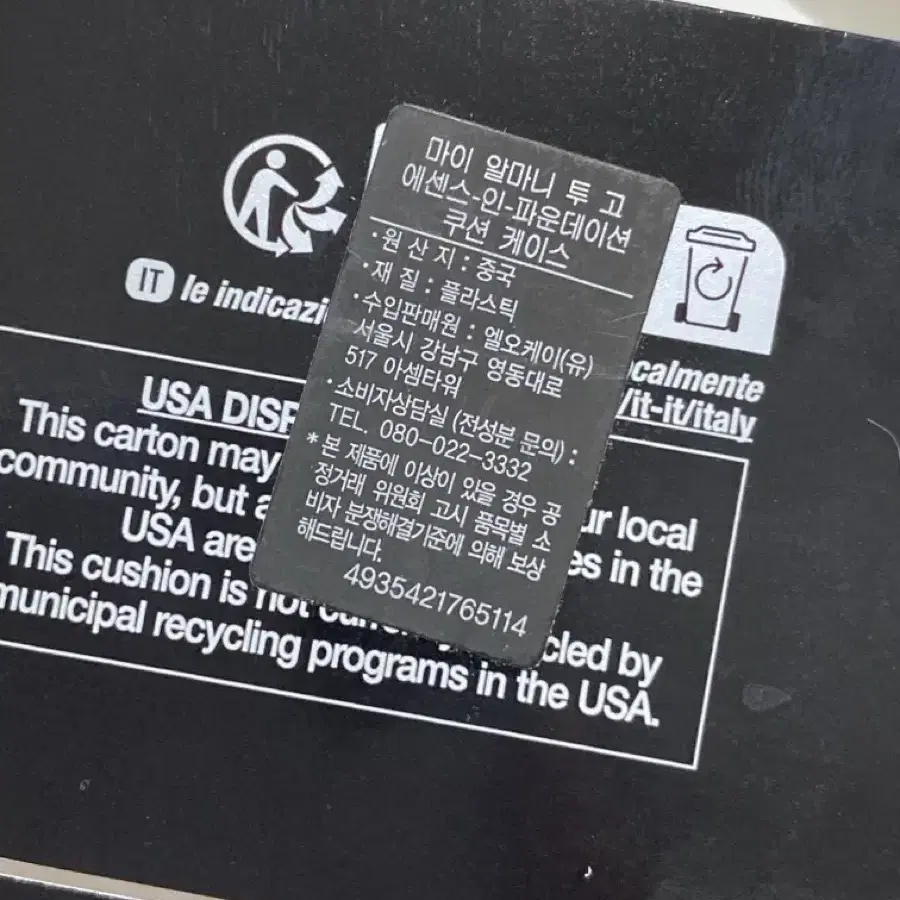 마이 알마니 투 고
에센스-인-파운데이션
쿠션 케이스
·원 산 지 : 중국
·재 질 : 플라스틱
·수입판매원 : 엘오케이(유)
서울시 강남구 영동대로
517 아셈타워
·소비자상담실 (전성분 문의) :
TEL. 080-022-3332
*본 제품에 이상이 있을 경우 공
정거래 위원회 고시 품목별 소
비자 분쟁해결기준에 의해 보상
해드립니다.
4935421765114
IT le indicazi
ocalmente
/it-it/italy
USA DISP
This carton may ur local
community, but a es in the
USA are
This cushion is not cled by
municipal recycling programs in the USA.